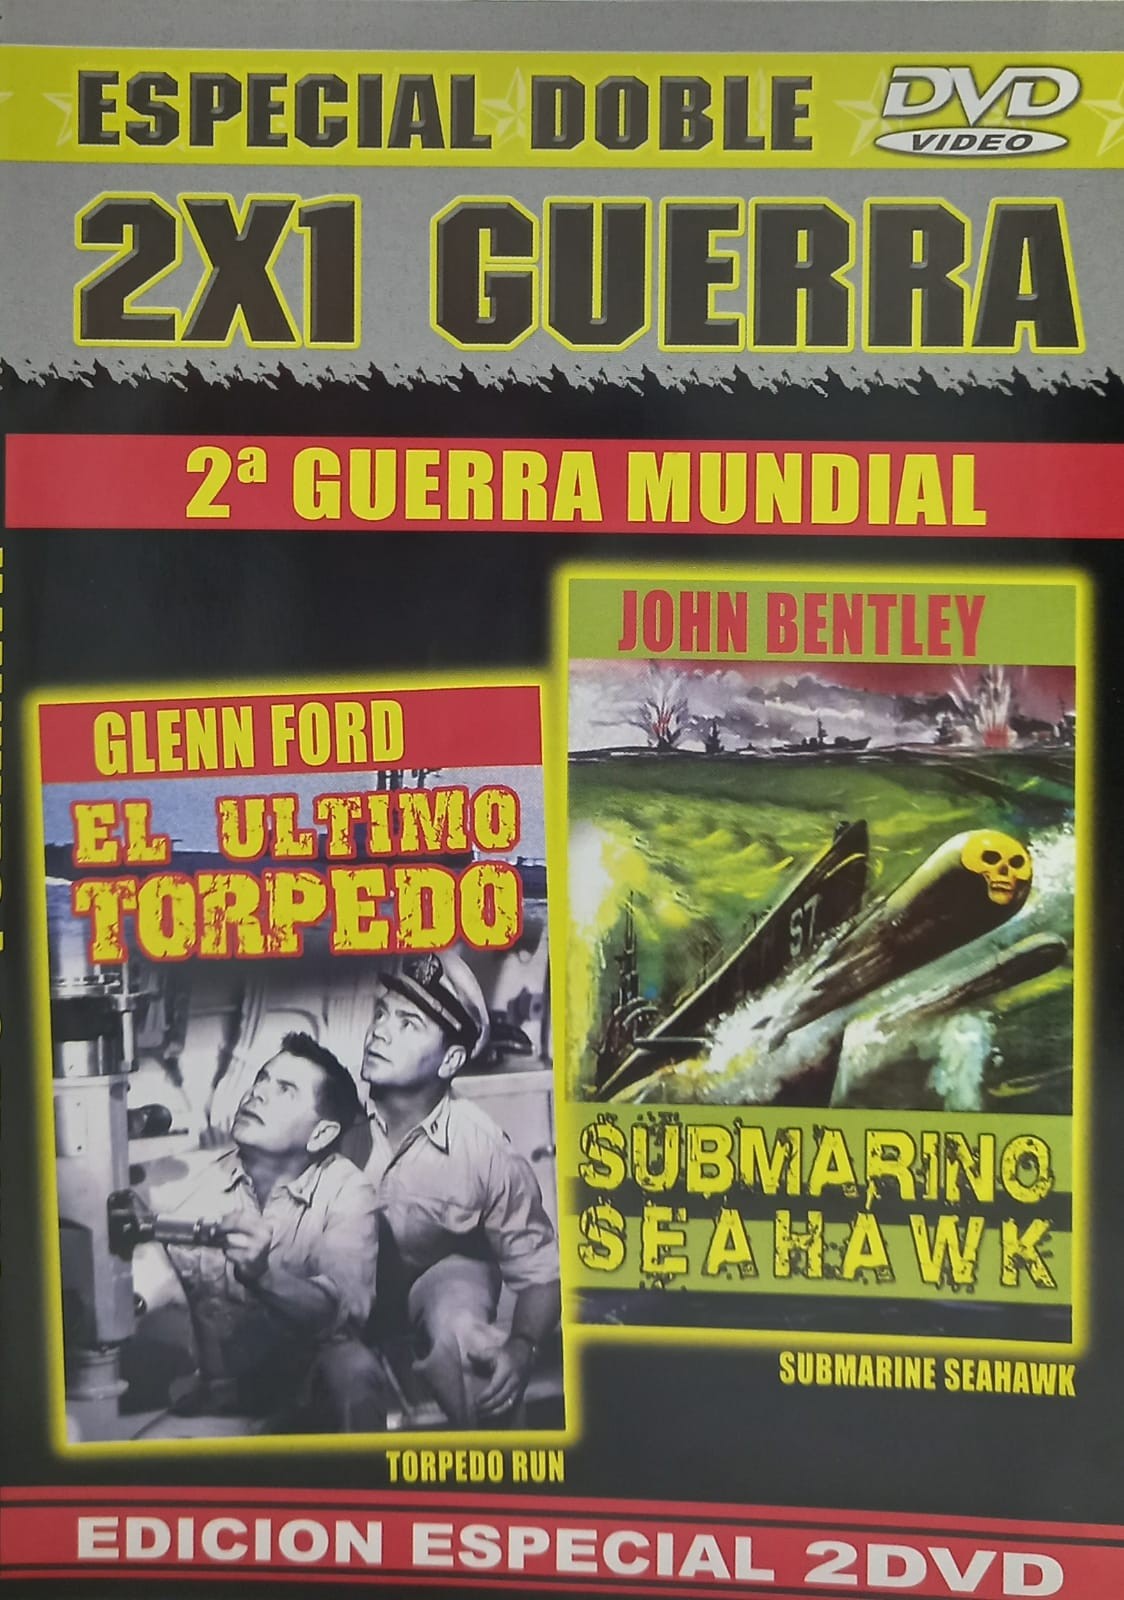 ESPECIAL DOBLE
DVD
VIDEO
2X1 GUERRA
2ª GUERRA MUNDIAL
GLENN FORD
EL ULTIMO
TORPEDO
TORPEDO RUN
JOHN BENTLEY
S7
SUBMARINO
SEAHAWK
SUBMARINE SEAHAWK
EDICION ESPECIAL 2DVD